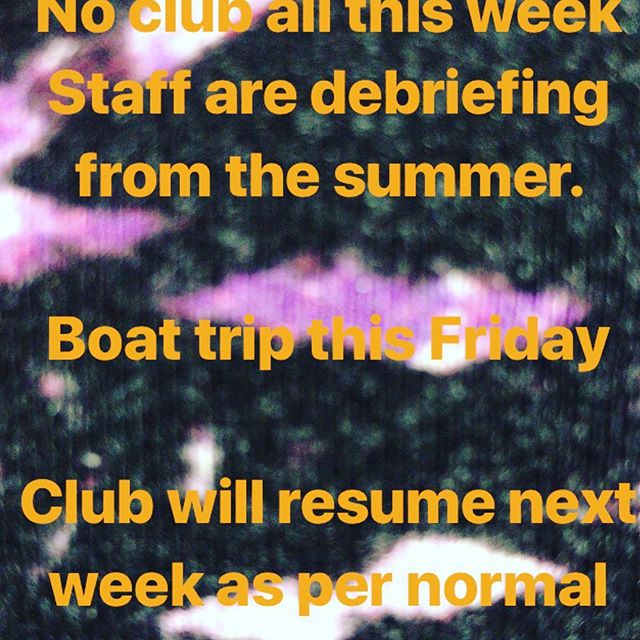 No club all this week
Staff are debriefing
from the summer.
Boat trip this Friday
Club will resume next
week as per normal